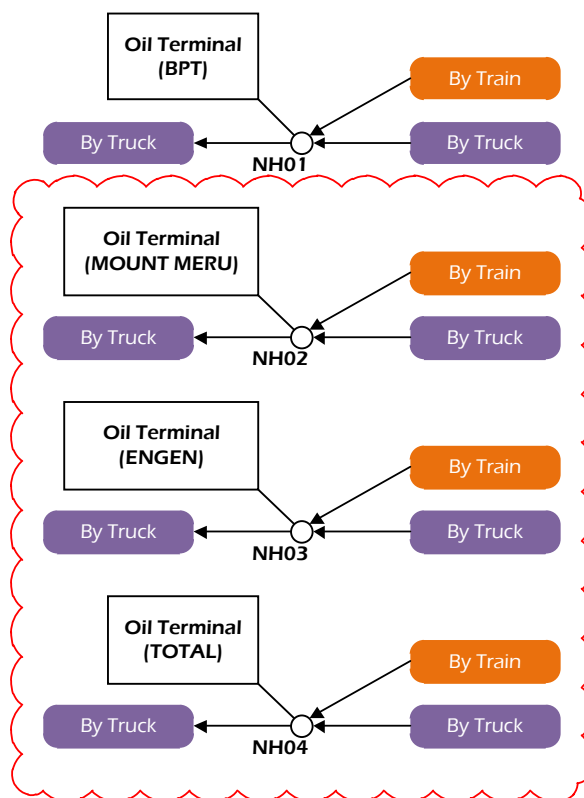 Oil Terminal
(BPT)
By Train
By Truck
By Truck
NH01
Oil Terminal
(MOUNT MERU)
By Train
By Truck
By Truck
NH02
Oil Terminal
(ENGEN)
By Train
By Truck
By Truck
NH03
Oil Terminal
(TOTAL)
By Train
By Truck
By Truck
NH04